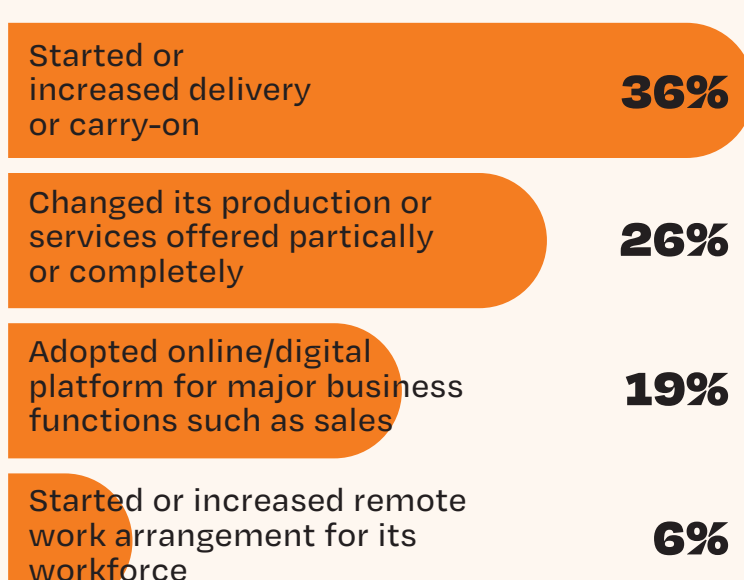 Started or
increased delivery
or carry-on
36%
Changed its production or
services offered partically
or completely
26%
Adopted online/digital
platform for major business
functions such as sales
19%
Started or increased remote
work arrangement for its
workforce
6%